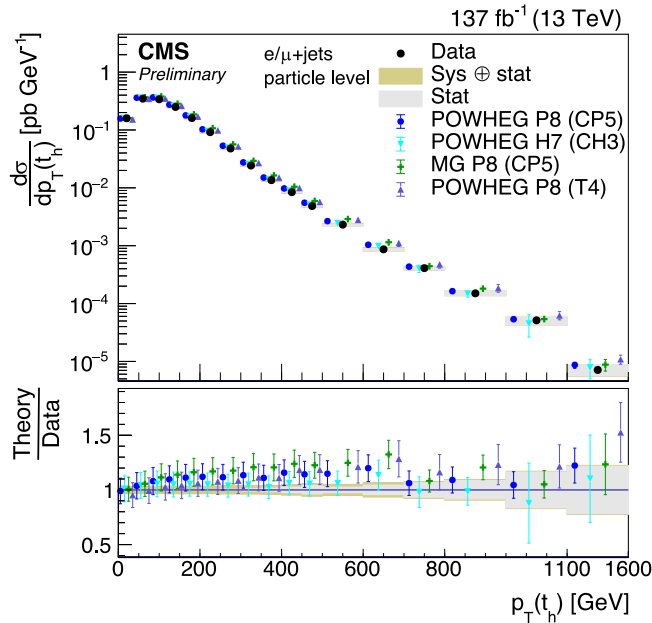 137 fb⁻¹ (13 TeV)
CMS
Preliminary
e/μ+jets
particle level
Data
Sys ⊕ stat
Stat
POWHEG P8 (CP5)
POWHEG H7 (CH3)
MG P8 (CP5)
POWHEG P8 (T4)
dσ
dp_T(t_h) [pb GeV⁻¹]
1
10⁻¹
10⁻²
10⁻³
10⁻⁴
10⁻⁵
Theory
Data
1.5
1
0.5
0 200 400 600 800 1100 1600
p_T(t_h) [GeV]